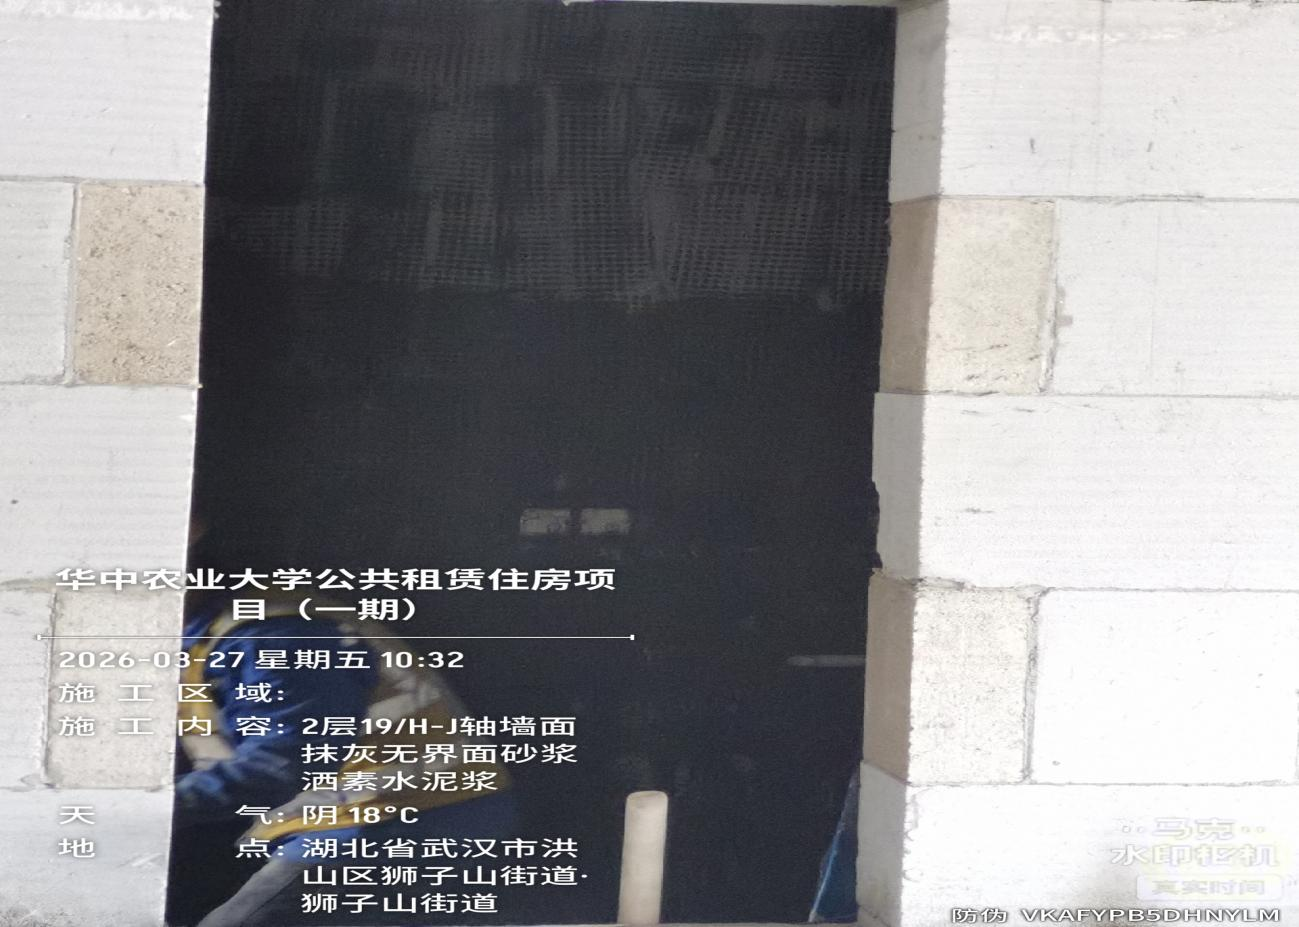 华中农业大学公共租赁住房项
目（一期）
2026-03-27 星期五 10:32
施工区域:
施工内容: 2层19/H-J轴墙面
抹灰无界面砂浆
洒素水泥浆
天气: 阴 18°C
地点: 湖北省武汉市洪
山区狮子山街道·
狮子山街道
马克
水印相机
真实时间
防伪 VKAFYPB5DHNYLM